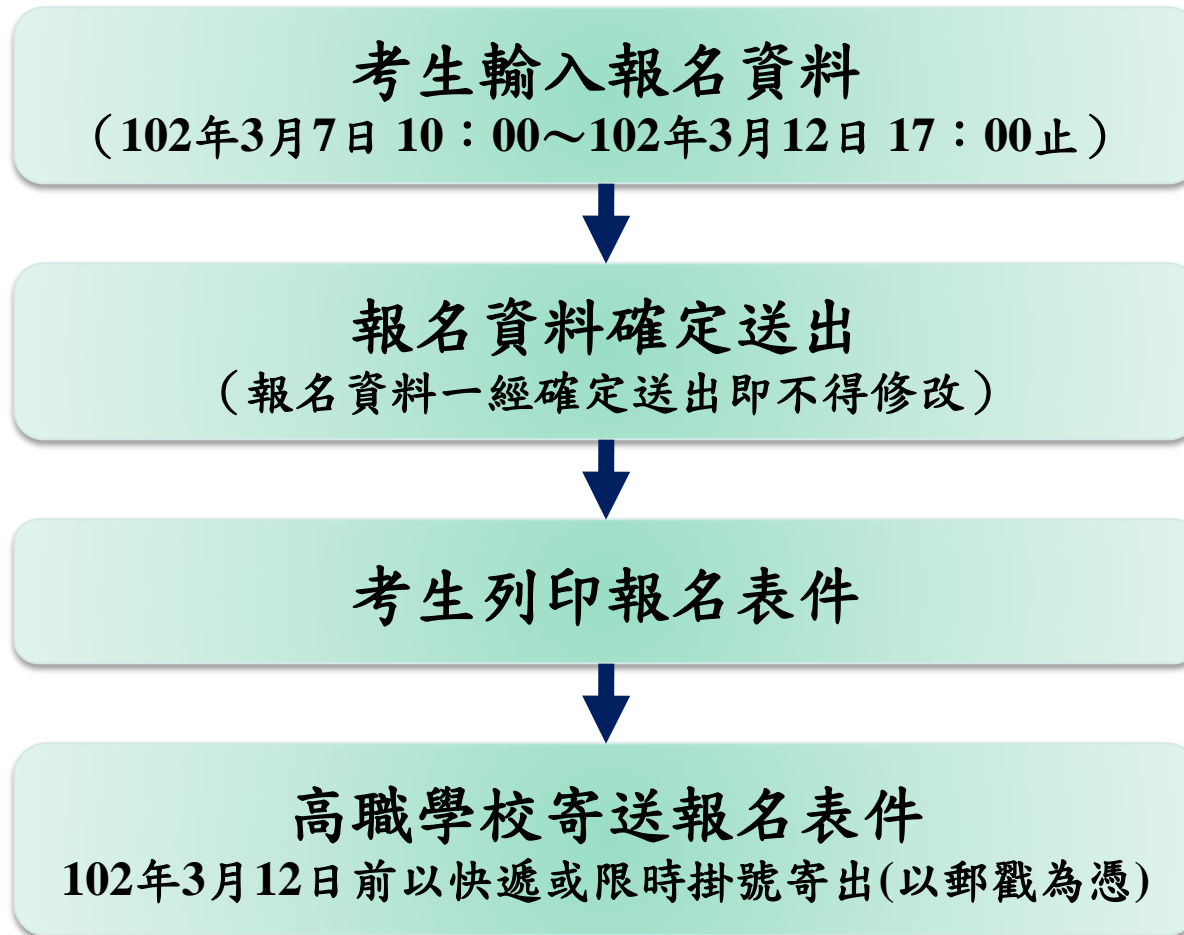 考生輸入報名資料
（102年3月7日 10：00～102年3月12日 17：00止）
報名資料確定送出
（報名資料一經確定送出即不得修改）
考生列印報名表件
高職學校寄送報名表件
102年3月12日前以快遞或限時掛號寄出(以郵戳為憑)